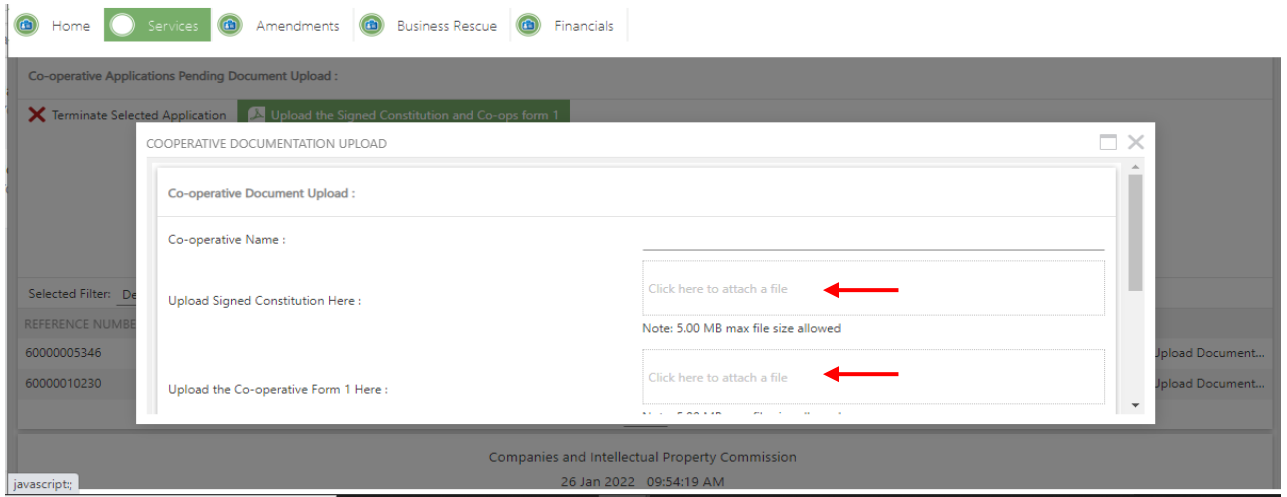 Home Services Amendments Business Rescue Financials
Co-operative Applications Pending Document Upload :
Terminate Selected Application Upload the Signed Constitution and Co-ops form 1
COOPERATIVE DOCUMENTATION UPLOAD
Co-operative Document Upload :
Co-operative Name :
Click here to attach a file
Upload Signed Constitution Here :
Note: 5.00 MB max file size allowed
Click here to attach a file
Upload the Co-operative Form 1 Here :
Selected Filter: De
REFERENCE NUMBE
60000005346 Upload Document...
60000010230 Upload Document...
Companies and Intellectual Property Commission
26 Jan 2022 09:54:19 AM
javascript:;